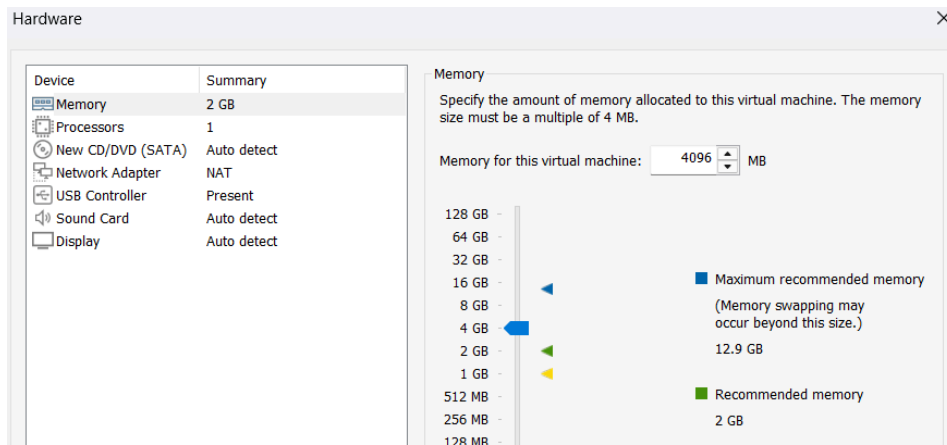 Hardware
Device Summary
Memory 2 GB
Processors 1
New CD/DVD (SATA) Auto detect
Network Adapter NAT
USB Controller Present
Sound Card Auto detect
Display Auto detect
Memory
Specify the amount of memory allocated to this virtual machine. The memory
size must be a multiple of 4 MB.
Memory for this virtual machine: 4096 MB
128 GB
64 GB
32 GB
16 GB
8 GB
4 GB
2 GB
1 GB
512 MB
256 MB
128 MB
Maximum recommended memory
(Memory swapping may
occur beyond this size.)
12.9 GB
Recommended memory
2 GB